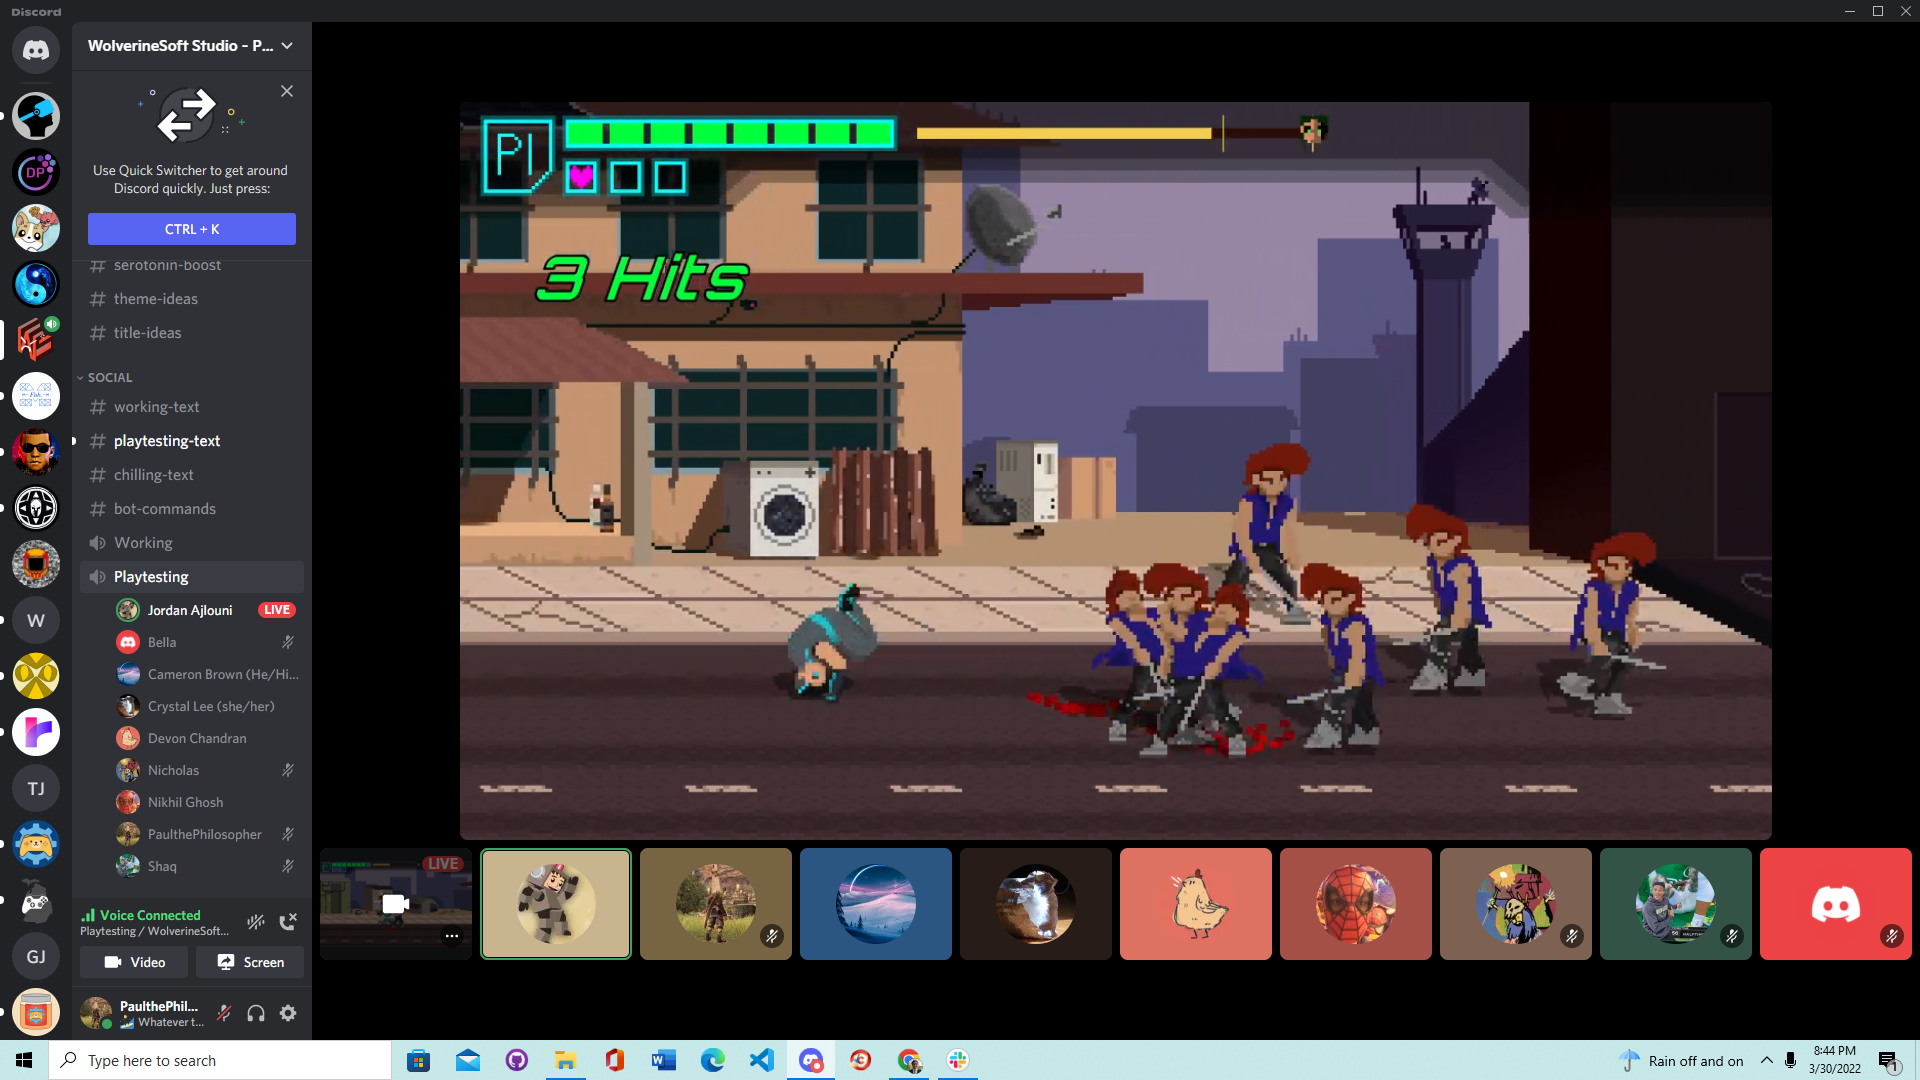 Discord
WolverineSoft Studio - P...
Use Quick Switcher to get around
Discord quickly. Just press:
CTRL + K
serotonin-boost
theme-ideas
title-ideas
SOCIAL
working-text
playtesting-text
chilling-text
bot-commands
Working
Playtesting
Jordan Ajlouni LIVE
Bella
Cameron Brown (He/Hi...
Crystal Lee (she/her)
Devon Chandran
Nicholas
Nikhil Ghosh
PaulthePhilosopher
Shaq
Voice Connected
Playtesting / WolverineSoft...
Video
Screen
PaulthePhil...
Whatever t...
DP
W
TJ
GJ
P1
3 Hits
LIVE
Type here to search
Rain off and on
8:44 PM
3/30/2022
1